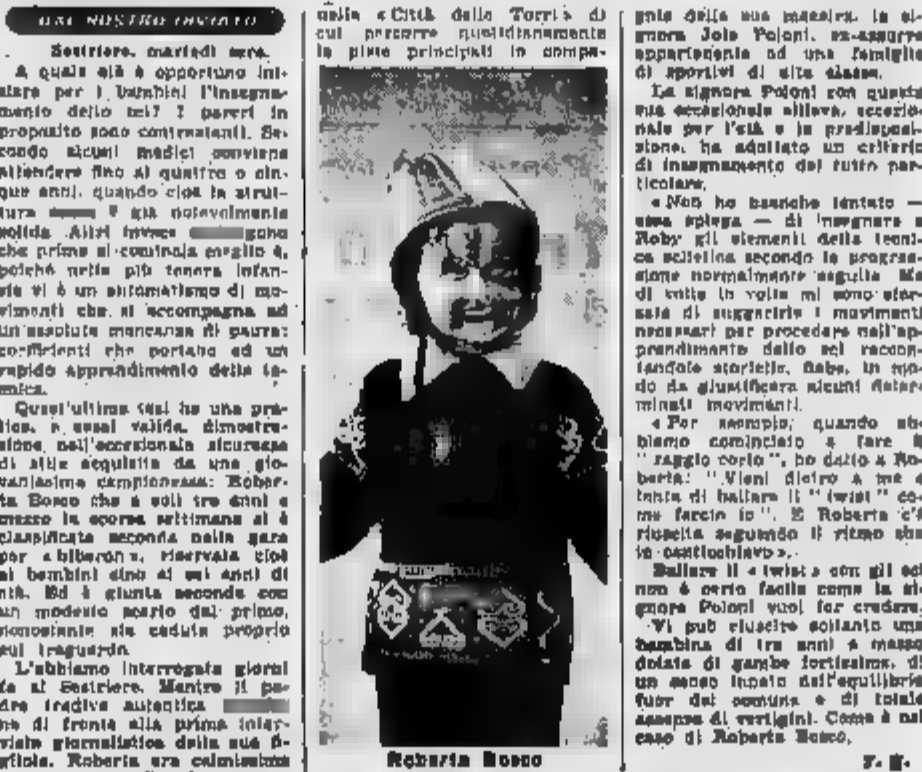 DAL NOSTRO INVIATO
Sestriere, martedì sera.
A quale età è opportuno ini-
ziare per i bambini l'insegna-
mento dello sci? I pareri in
proposito sono contrastanti. Se-
condo alcuni medici conviene
attendere fino ai quattro o cin-
que anni, quando cioè la strut-
tura è già notevolmente
solida. Altri invece
che prima si comincia meglio è,
poiché nella più tenera infan-
zia vi è un automatismo di mo-
vimenti che si accompagna ad
un'assoluta mancanza di paura:
coefficienti che portano ad un
rapido apprendimento della te-
cnica.
Quest'ultima tesi ha una pra-
tica, e assai valida, dimostra-
zione nell'eccezionale sicurezza
di stile acquisita da una gio-
vanissima campionessa: Rober-
ta Bosco che a soli tre anni e
mezzo la scorsa settimana si è
classificata seconda nella gara
per « biberon », riservata cioè
ai bambini sino ai sei anni di
età. Ed è giunta seconda con
un modesto scarto dal primo,
nonostante sia caduta proprio
sul traguardo.
L'abbiamo interrogata giorni
fa al Sestriere. Mentre il pa-
dre tradiva autentica
ne di fronte alla prima inter-
vista giornalistica della sua fi-
gliola, Roberta era calmissima
nella « Città delle Torri » di
cui percorre quotidianamente
le piste principali in compa-
Roberta Bosco
gnia della sua maestra, la si-
gnora Jole Poloni, ex-azzurra
appartenente ad una famiglia
di sportivi di alta classe.
La signora Poloni con questa
sua eccezionale allieva, eccezio-
nale per l'età e la predisposi-
zione, ha adottato un criterio
di insegnamento del tutto par-
ticolare.
« Non ho neanche tentato —
essa spiega — di insegnare a
Roby gli elementi della tecni-
ca sciistica secondo la progres-
sione normalmente seguita. Ma
di volta in volta mi sono sfor-
zata di suggerirle i movimenti
necessari per procedere nell'ap-
prendimento dello sci raccon-
tandole storielle, fiabe, in mo-
do da giustificare alcuni deter-
minati movimenti.
« Per esempio, quando ab-
biamo cominciato a fare il
" raggio corto ", ho detto a Ro-
berta: " Vieni dietro a me e
tenta di ballare il " twist " co-
me faccio io ". E Roberta c'è
riuscita seguendo il ritmo che
io canticchiavo ».
Ballare il « twist » con gli sci
non è certo facile come la si-
gnora Poloni vuol far credere.
Vi può riuscire soltanto una
bambina di tre anni e mezzo
dotata di gambe fortissime, di
un senso innato dell'equilibrio
fuor del comune e di totale
assenza di vertigini. Come è nel
caso di Roberta Bosco.